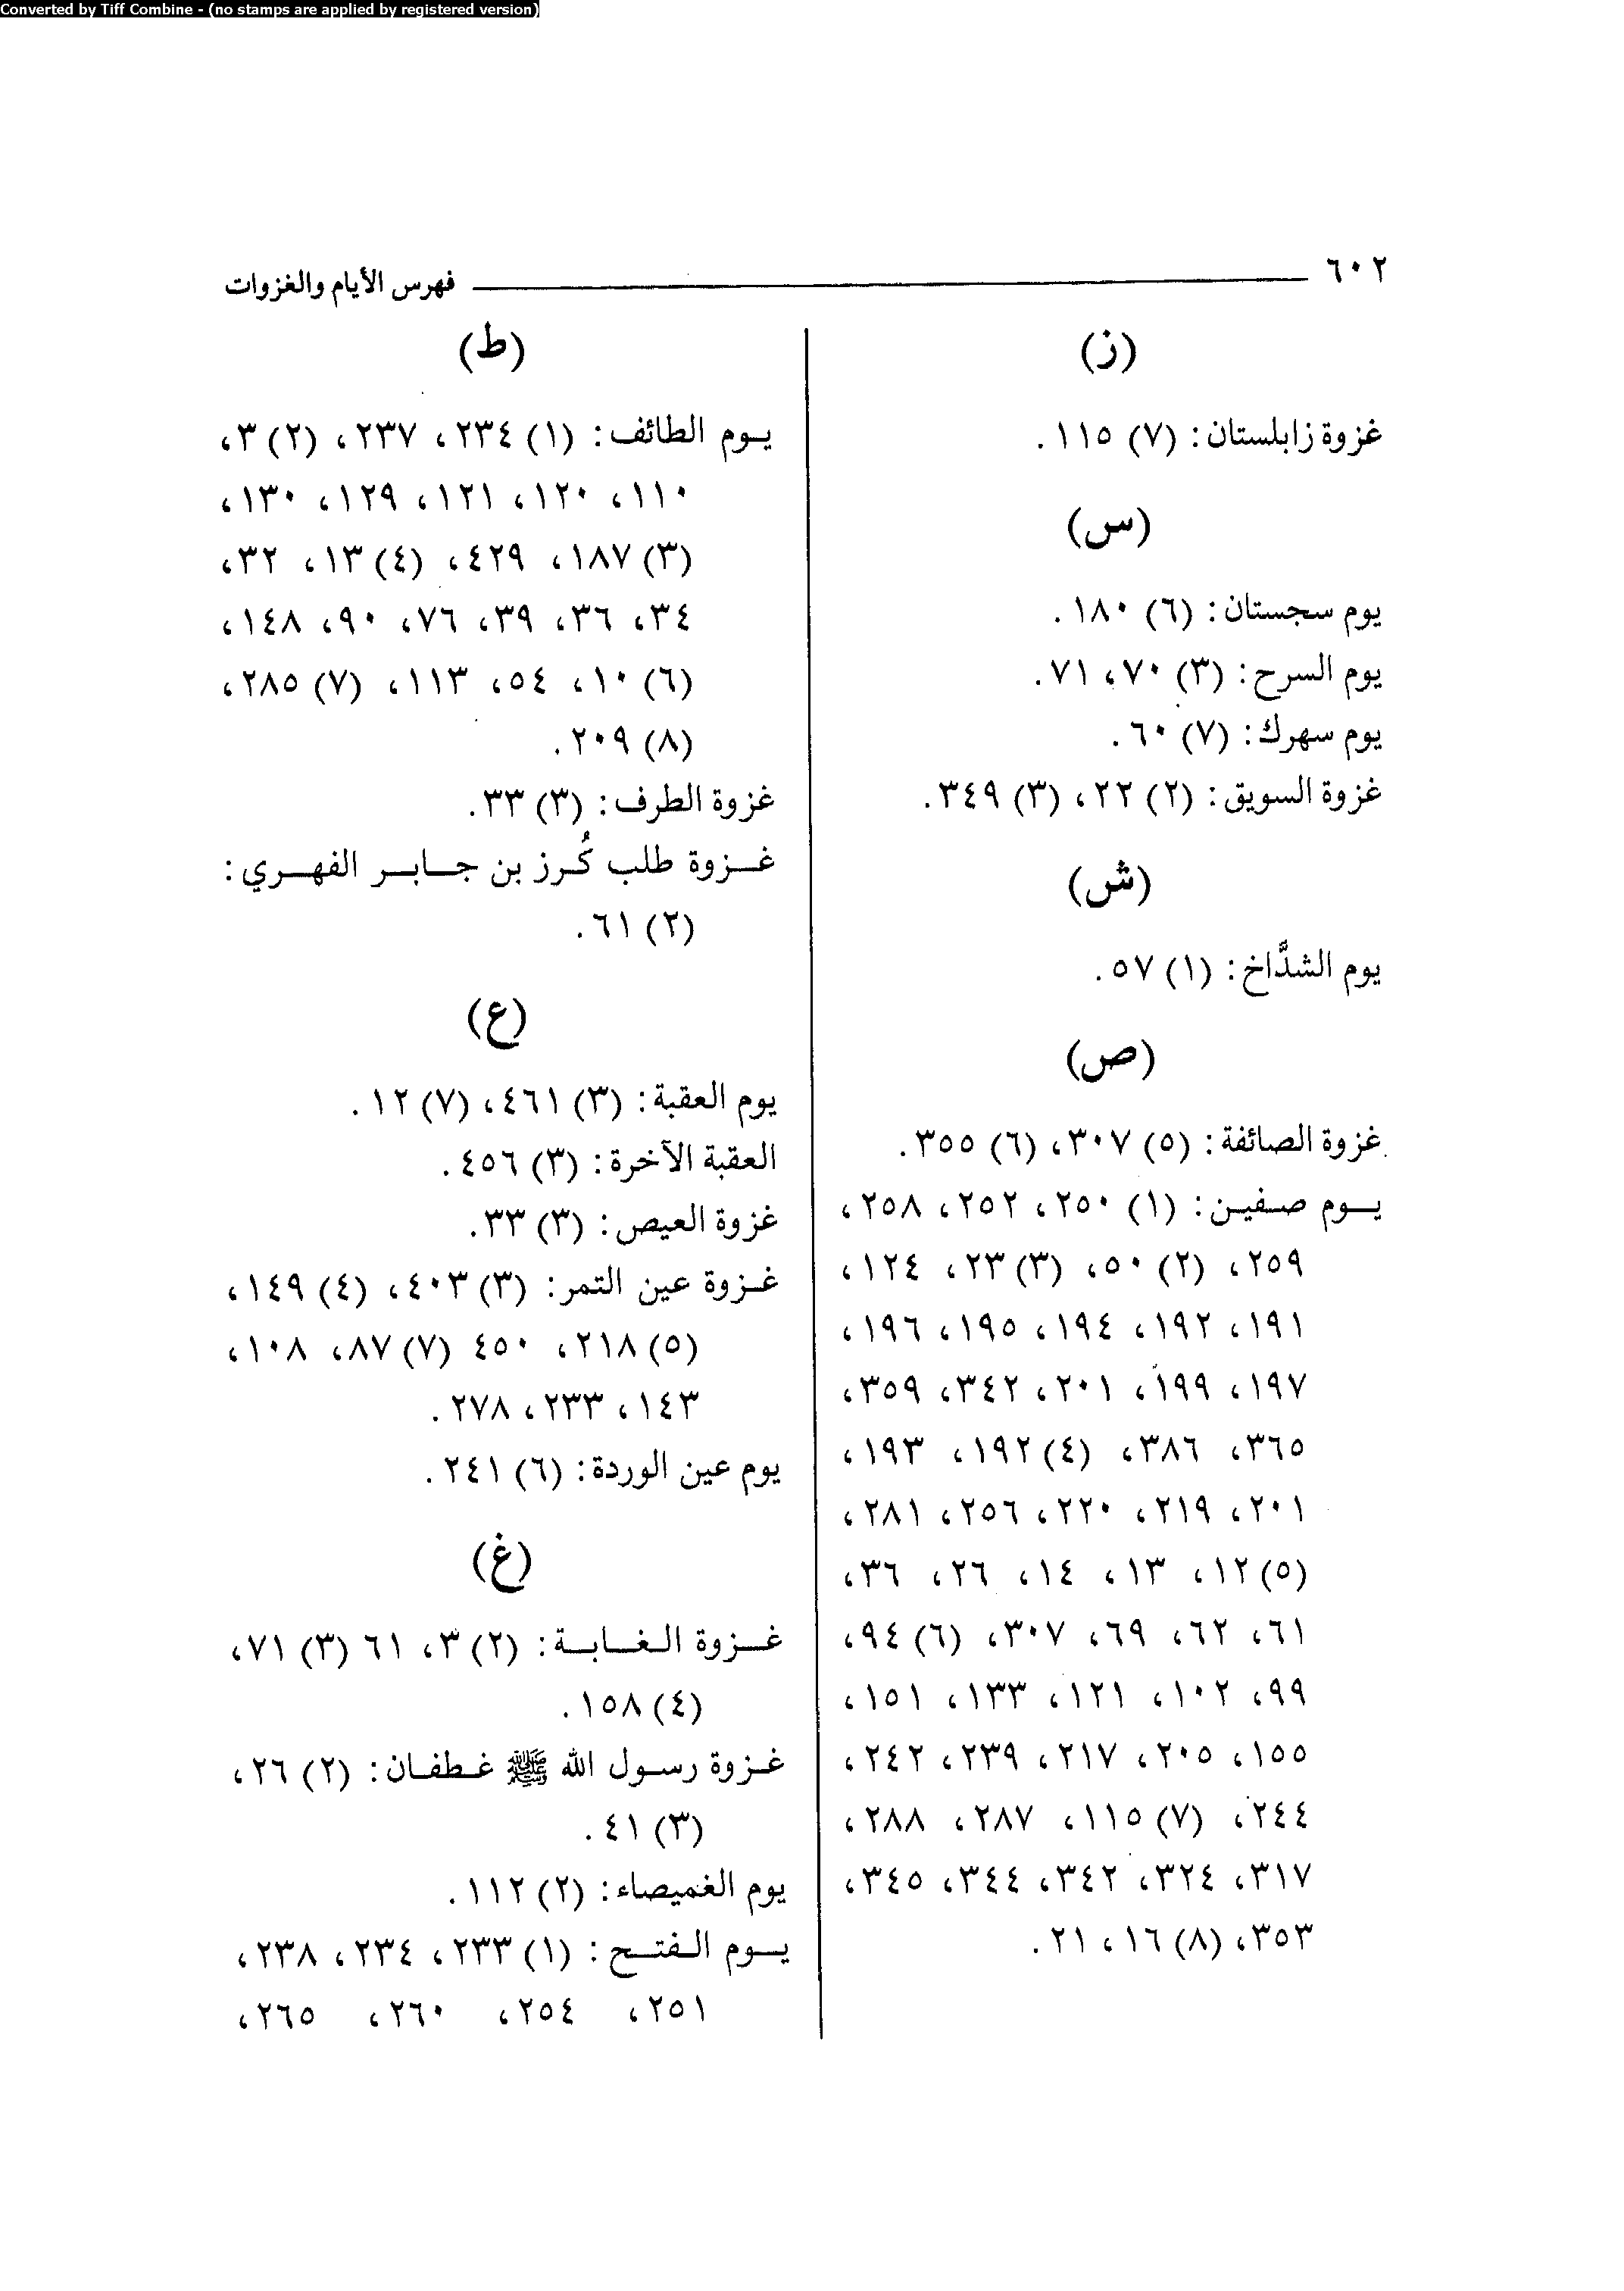 Converted by Tiff Combine - (no stamps are applied by registered version)
٦٠٢
فهرس الأيام والغزوات
(ز)
غزوة زابلستان: (٧) ١١٥.
(س)
يوم سجستان: (٦) ١٨٠.
يوم السرح: (٣) ٧٠، ٧١.
يوم سهرك: (٧) ٦٠.
غزوة السويق: (٢) ٢٢، (٣) ٣٤٩.
(ش)
يوم الشدَّاخ: (١) ٥٧.
(ص)
غزوة الصائفة: (٥) ٣٠٧، (٦) ٣٥٥.
يوم صفين: (١) ٢٥٠، ٢٥٢، ٢٥٨،
٢٥٩، (٢) ٥٠، (٣) ٢٣، ١٢٤،
١٩١، ١٩٢، ١٩٤، ١٩٥، ١٩٦،
١٩٧، ١٩٩، ٢٠١، ٣٤٢، ٣٥٩،
٣٦٥، ٣٨٦، (٤) ١٩٢، ١٩٣،
٢٠١، ٢١٩، ٢٢٠، ٢٥٦، ٢٨١،
(٥) ١٢، ١٣، ١٤، ٢٦، ٣٦،
٦١، ٦٢، ٦٩، ٣٠٧، (٦) ٩٤،
٩٩، ١٠٢، ١٢١، ١٣٣، ١٥١،
١٥٥، ٢٠٥، ٢١٧، ٢٣٩، ٢٤٢،
٢٤٤، (٧) ١١٥، ٢٨٧، ٢٨٨،
٣١٧، ٣٢٤، ٣٤٢، ٣٤٤، ٣٤٥،
٣٥٣، (٨) ١٦، ٢١.
(ط)
يوم الطائف: (١) ٢٣٤، ٢٣٧، (٢) ٣،
١١٠، ١٢٠، ١٢١، ١٢٩، ١٣٠،
(٣) ١٨٧، ٤٢٩، (٤) ١٣، ٣٢،
٣٤، ٣٦، ٣٩، ٧٦، ٩٠، ١٤٨،
(٦) ١٠، ٥٤، ١١٣، (٧) ٢٨٥،
(٨) ٢٠٩.
غزوة الطرف: (٣) ٣٣.
غزوة طلب كُرز بن جابر الفهري:
(٢) ٦١.
(ع)
يوم العقبة: (٣) ٤٦١، (٧) ١٢.
العقبة الآخرة: (٣) ٤٥٦.
غزوة العيص: (٣) ٣٣.
غزوة عين التمر: (٣) ٤٠٣، (٤) ١٤٩،
(٥) ٢١٨، ٤٥٠ (٧) ٨٧، ١٠٨،
١٤٣، ٢٣٣، ٢٧٨.
يوم عين الوردة: (٦) ٢٤١.
(غ)
غزوة الغابة: (٢) ٣، ٦١ (٣) ٧١،
(٤) ١٥٨.
غزوة رسول الله ﷺ غطفان: (٢) ٢٦،
(٣) ٤١.
يوم الغميصاء: (٢) ١١٢.
يوم الفتح: (١) ٢٣٣، ٢٣٤، ٢٣٨،
٢٥١، ٢٥٤، ٢٦٠، ٢٦٥،